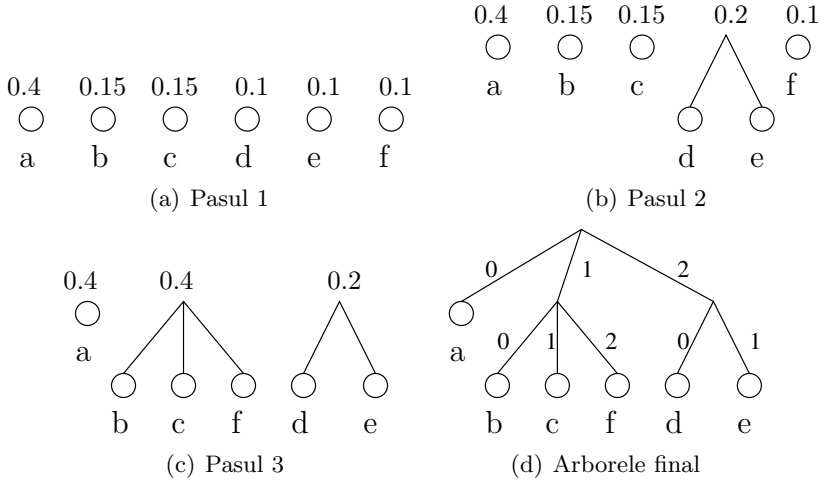 0.4 0.15 0.15 0.1 0.1 0.1
a b c d e f
(a) Pasul 1
0.4 0.15 0.15 0.2 0.1
a b c f
d e
(b) Pasul 2
0.4 0.4 0.2
a
b c f d e
(c) Pasul 3
0 1 2
a
0 1 2 0 1
b c f d e
(d) Arborele final